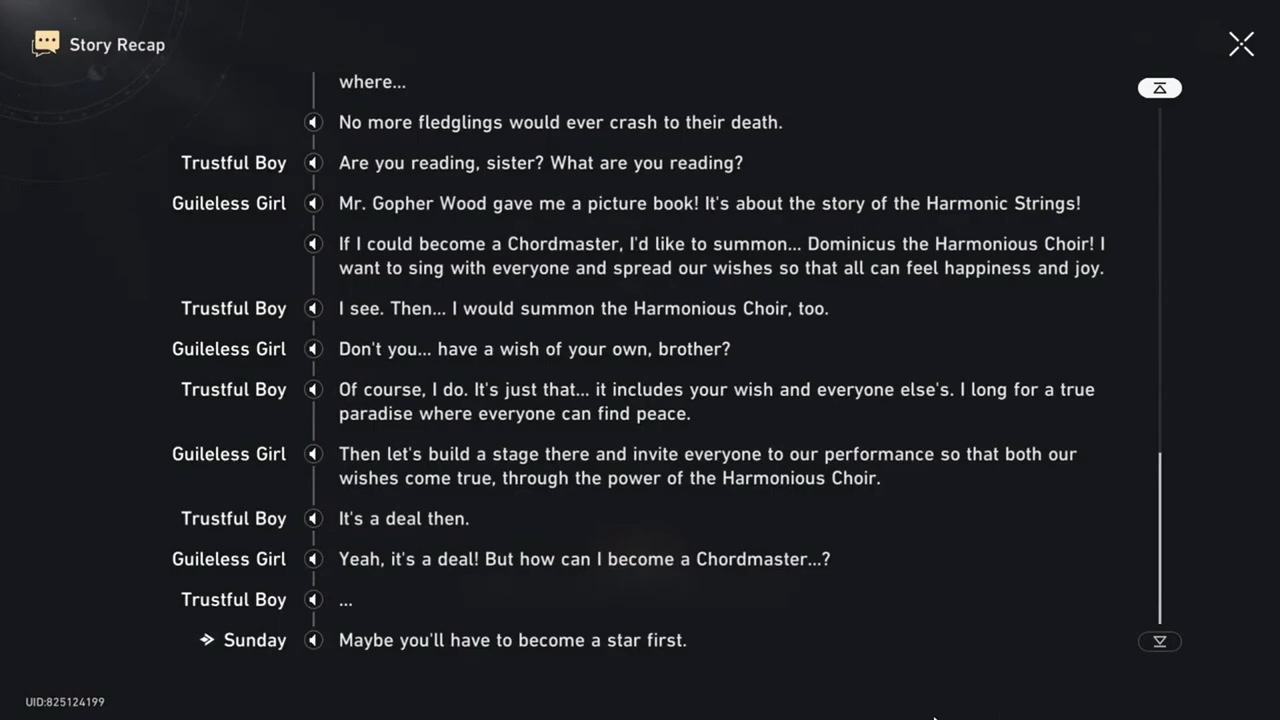 Story Recap
where...
No more fledglings would ever crash to their death.
Trustful Boy Are you reading, sister? What are you reading?
Guileless Girl Mr. Gopher Wood gave me a picture book! It's about the story of the Harmonic Strings!
If I could become a Chordmaster, I'd like to summon... Dominicus the Harmonious Choir! I
want to sing with everyone and spread our wishes so that all can feel happiness and joy.
Trustful Boy I see. Then... I would summon the Harmonious Choir, too.
Guileless Girl Don't you... have a wish of your own, brother?
Trustful Boy Of course, I do. It's just that... it includes your wish and everyone else's. I long for a true
paradise where everyone can find peace.
Guileless Girl Then let's build a stage there and invite everyone to our performance so that both our
wishes come true, through the power of the Harmonious Choir.
Trustful Boy It's a deal then.
Guileless Girl Yeah, it's a deal! But how can I become a Chordmaster...?
Trustful Boy ...
Sunday Maybe you'll have to become a star first.
UID:825124199